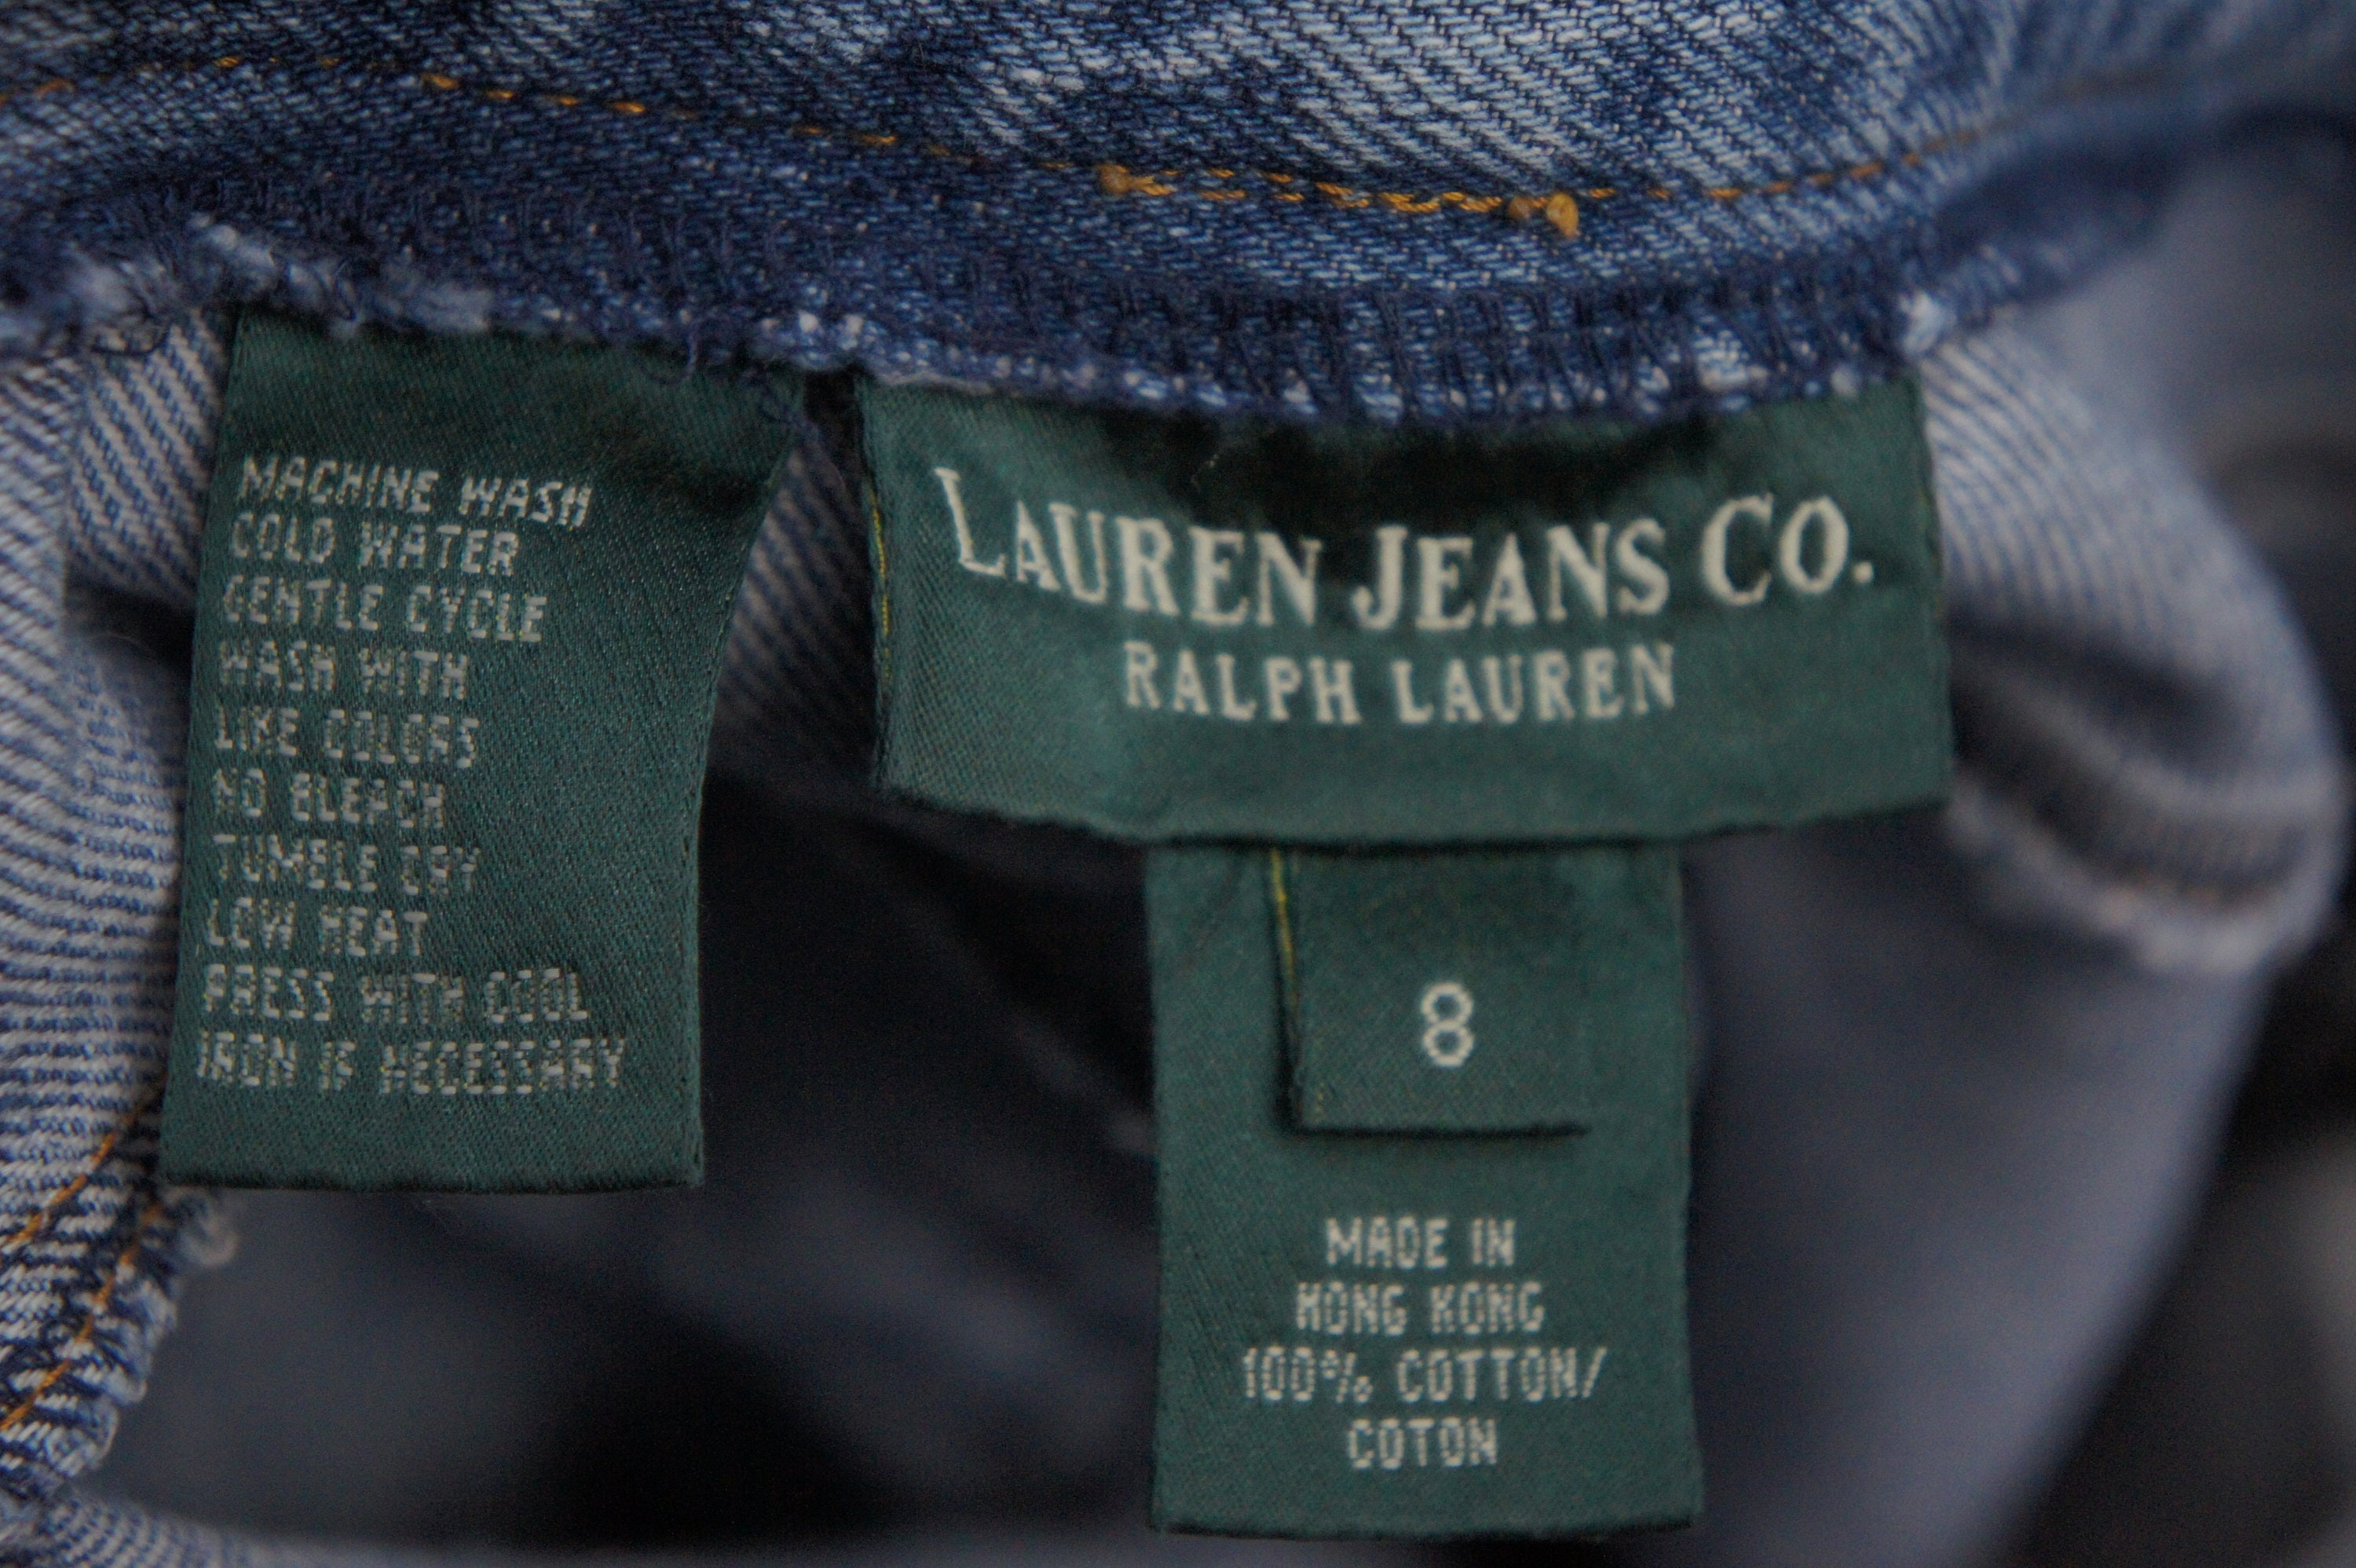 MACHINE WASH
COLD WATER
GENTLE CYCLE
WASH WITH
LIKE COLORS
NO BLEACH
TUMBLE DRY
LOW HEAT
PRESS WITH COOL
IRON IF NECESSARY
LAUREN JEANS CO.
RALPH LAUREN
8
MADE IN
HONG KONG
100% COTTON/
COTON